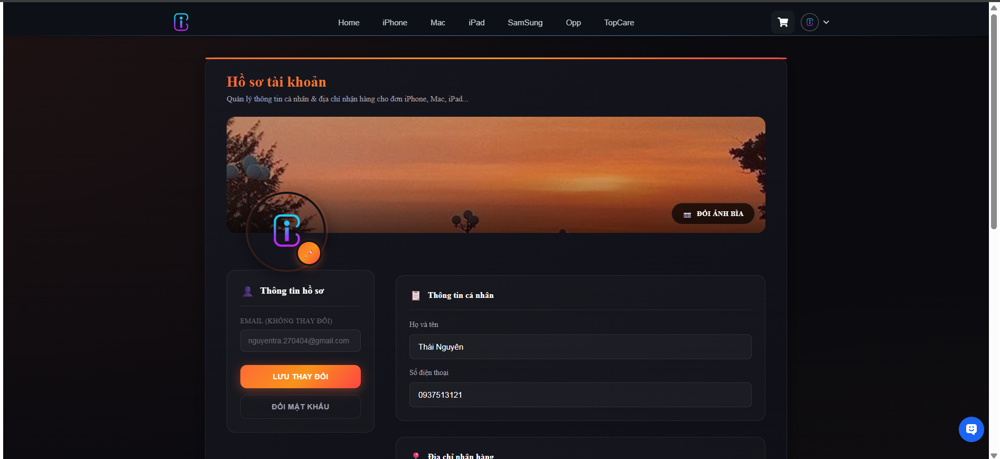 Home
iPhone
Mac
iPad
SamSung
Opp
TopCare
Hồ sơ tài khoản
Quản lý thông tin cá nhân & địa chỉ nhận hàng cho đơn iPhone, Mac, iPad...
ĐỔI ẢNH BÌA
Thông tin hồ sơ
EMAIL (KHÔNG THAY ĐỔI)
nguyentra.270404@gmail.com
LƯU THAY ĐỔI
ĐỔI MẬT KHẨU
Thông tin cá nhân
Họ và tên
Thái Nguyên
Số điện thoại
0937513121
Địa chỉ nhận hàng